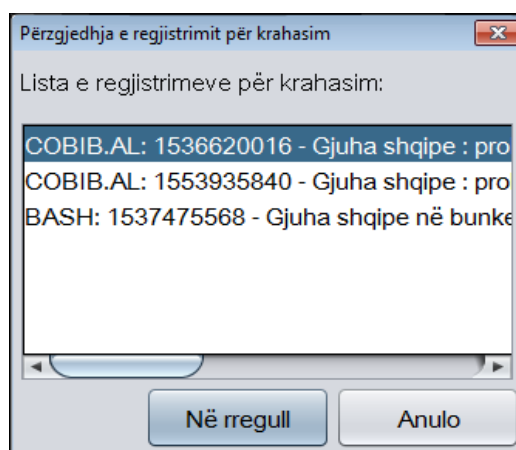 Përzgjedhja e regjistrimit për krahasim
Lista e regjistrimeve për krahasim:
COBIB.AL: 1536620016 - Gjuha shqipe : pro
COBIB.AL: 1553935840 - Gjuha shqipe : pro
BASH: 1537475568 - Gjuha shqipe në bunke
Në rregull
Anulo